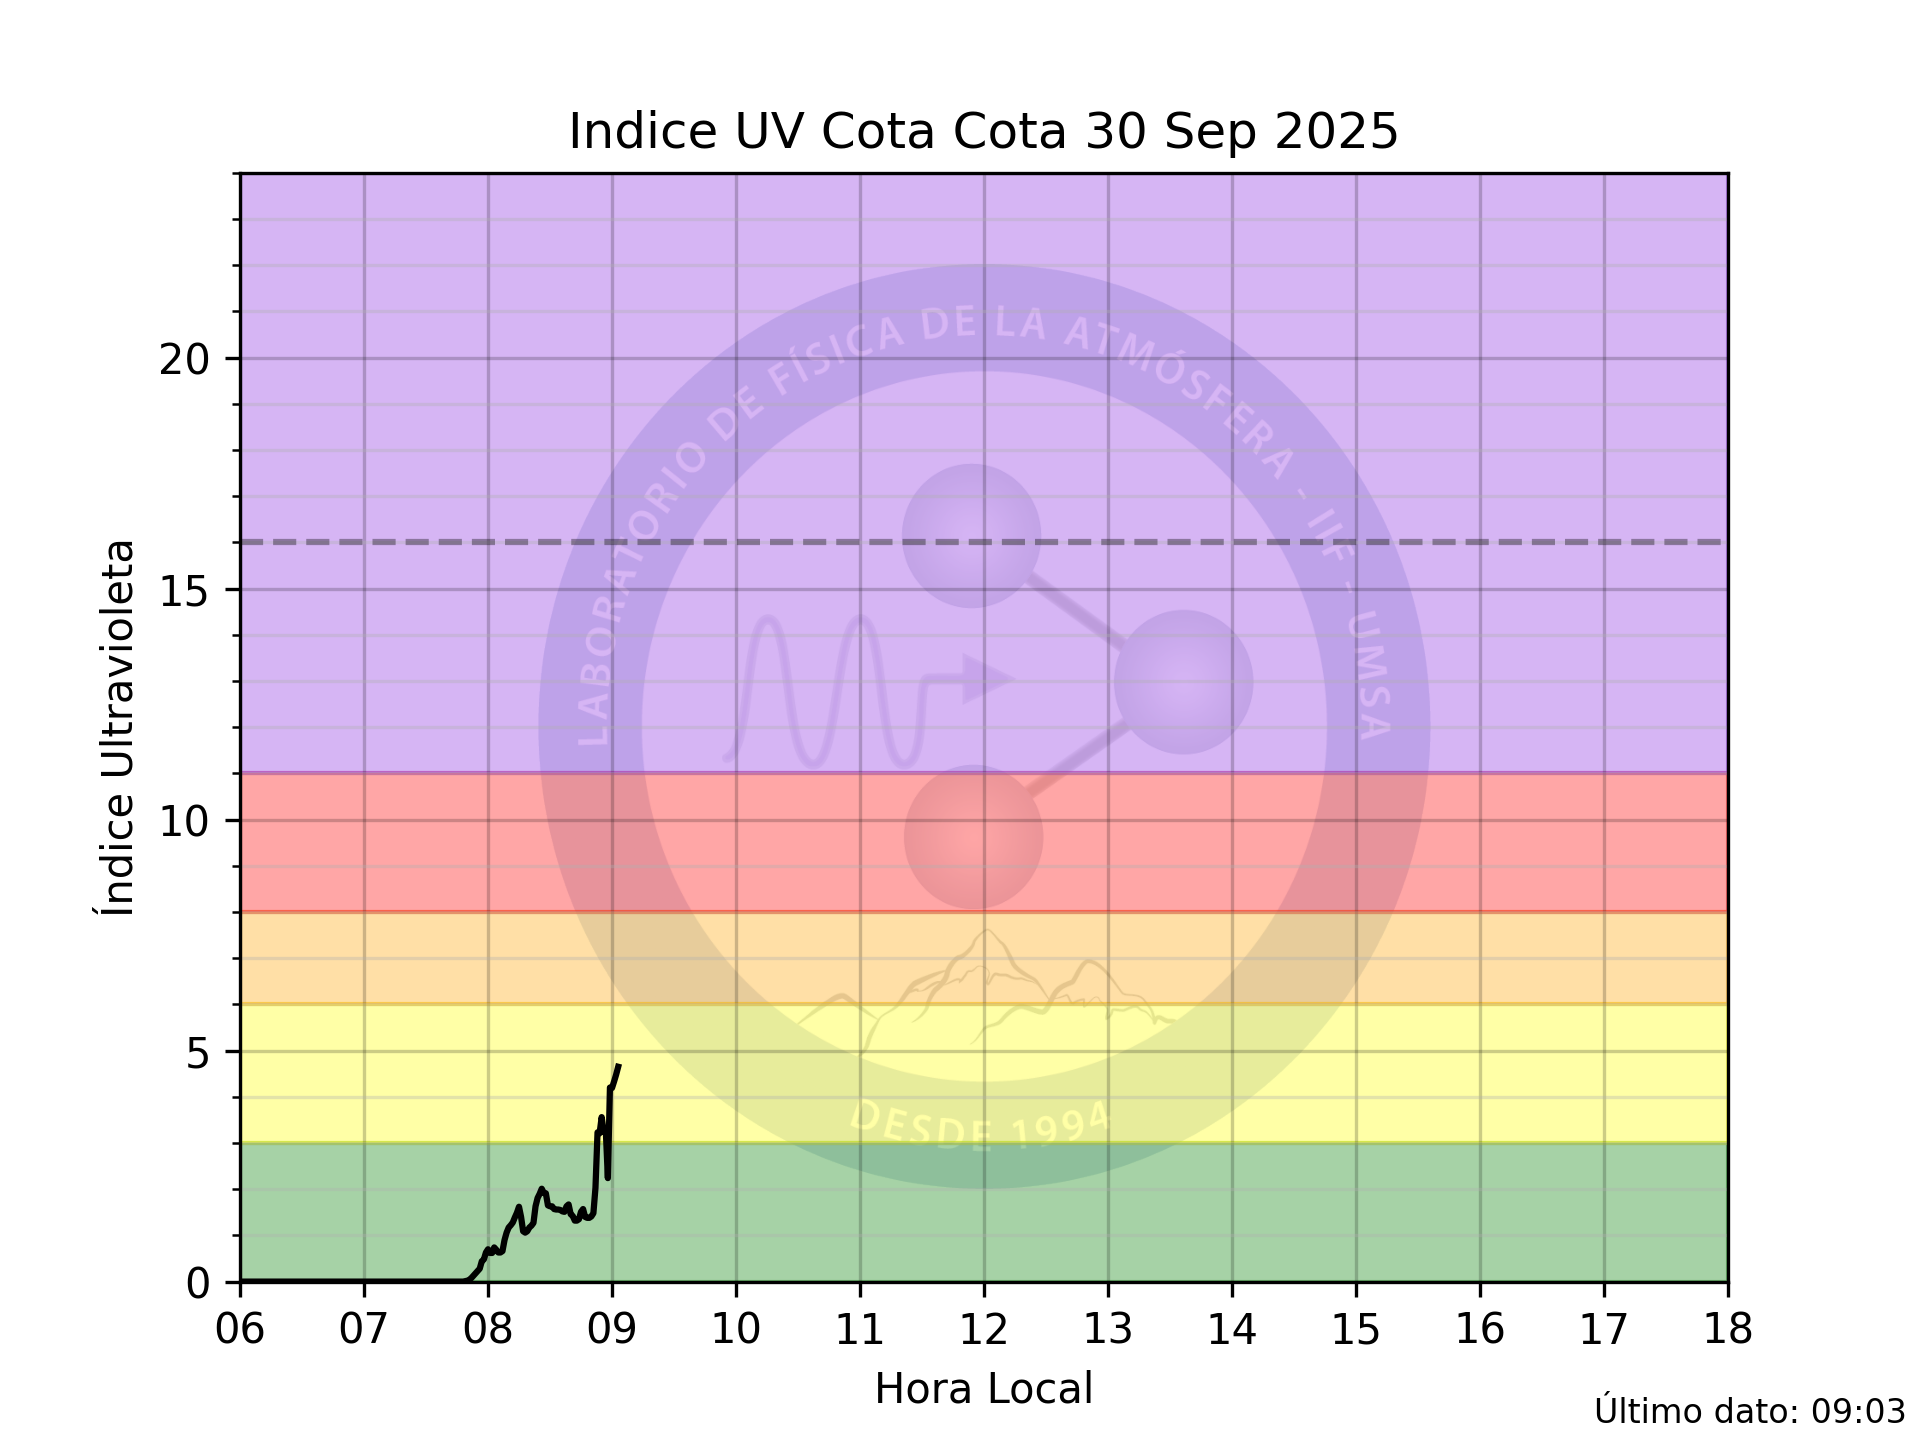 Indice UV Cota Cota 30 Sep 2025
Índice Ultravioleta
20
15
10
5
0
LABORATORIO DE FÍSICA DE LA ATMÓSFERA - IIF - UMSA
DESDE 1994
06 07 08 09 10 11 12 13 14 15 16 17 18
Hora Local
Último dato: 09:03